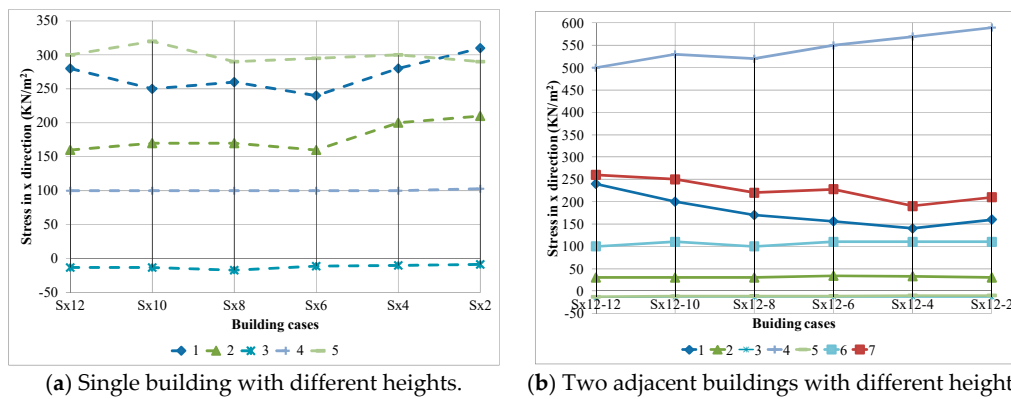 350
300
250
200
150
100
50
0
-50
Stress in x direction (KN/m²)
Sx12 Sx10 Sx8 Sx6 Sx4 Sx2
Building cases
1 2 3 4 5
(a) Single building with different heights.
600
550
500
450
400
350
300
250
200
150
100
50
0
-50
Stress in x direction (KN/m²)
Sx12-12 Sx12-10 Sx12-8 Sx12-6 Sx12-4 Sx12-2
Buiding cases
1 2 3 4 5 6 7
(b) Two adjacent buildings with different height